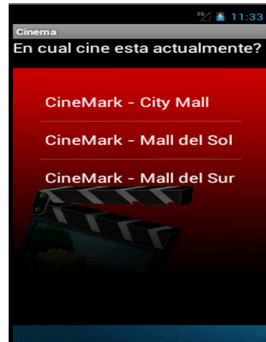 11:33
Cinema
En cual cine esta actualmente?
CineMark - City Mall
CineMark - Mall del Sol
CineMark - Mall del Sur